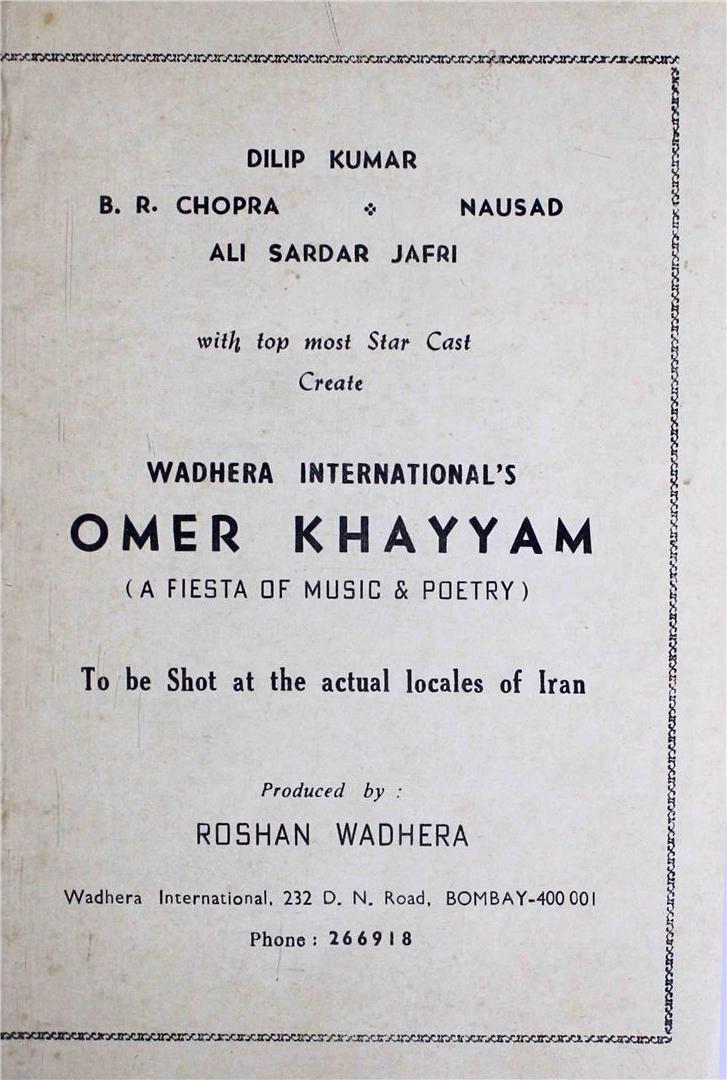 DILIP KUMAR
B. R. CHOPRA NAUSAD
ALI SARDAR JAFRI
with top most Star Cast
Create
WADHERA INTERNATIONAL'S
OMER KHAYYAM
(A FIESTA OF MUSIC & POETRY)
To be Shot at the actual locales of Iran
Produced by :
ROSHAN WADHERA
Wadhera International, 232 D. N. Road, BOMBAY-400 001
Phone : 266918